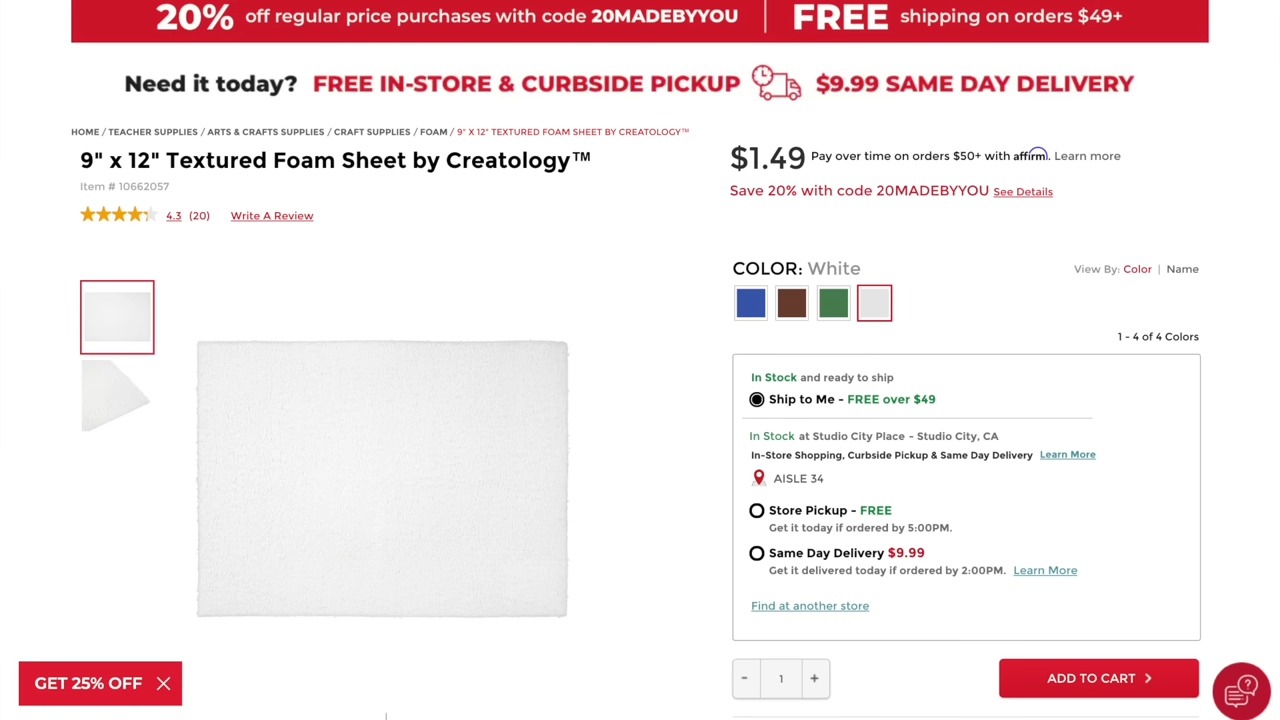 20% off regular price purchases with code 20MADEBYYOU | FREE shipping on orders $49+
Need it today? FREE IN-STORE & CURBSIDE PICKUP $9.99 SAME DAY DELIVERY
HOME / TEACHER SUPPLIES / ARTS & CRAFTS SUPPLIES / CRAFT SUPPLIES / FOAM / 9" X 12" TEXTURED FOAM SHEET BY CREATOLOGY™
9" x 12" Textured Foam Sheet by Creatology™
Item # 10662057
4.3 (20) Write A Review
$1.49 Pay over time on orders $50+ with affirm. Learn more
Save 20% with code 20MADEBYYOU See Details
COLOR: White
View By: Color | Name
1 - 4 of 4 Colors
In Stock and ready to ship
Ship to Me - FREE over $49
In Stock at Studio City Place - Studio City, CA
In-Store Shopping, Curbside Pickup & Same Day Delivery Learn More
AISLE 34
Store Pickup - FREE
Get it today if ordered by 5:00PM.
Same Day Delivery $9.99
Get it delivered today if ordered by 2:00PM. Learn More
Find at another store
- 1 +
ADD TO CART
GET 25% OFF